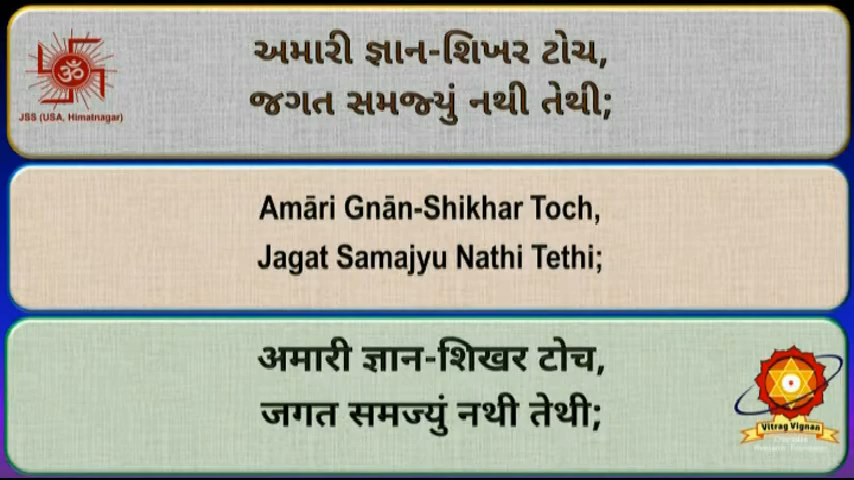 અમારી જ્ઞાન-શિખર ટોચ,
જગત સમજ્યું નથી તેથી;
JSS (USA, Himatnagar)
Amāri Gnān-Shikhar Toch,
Jagat Samajyu Nathi Tethi;
अमारी ज्ञान-शिखर टोच,
जगत समज्युं नथी तेथी;
Vitrag Vignan